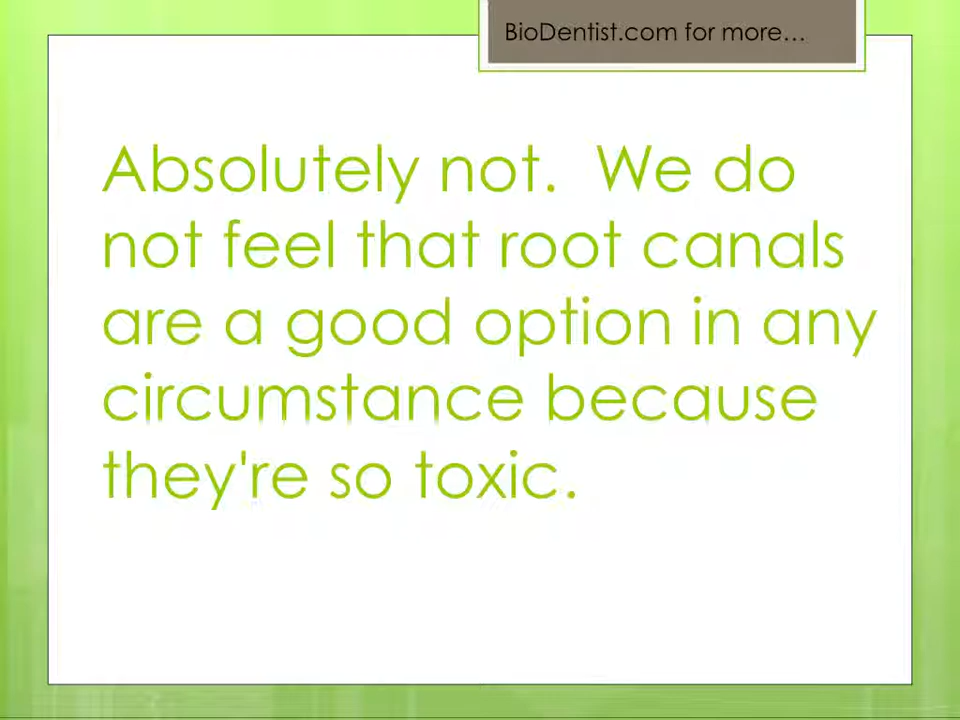 BioDentist.com for more...
Absolutely not.  We do
not feel that root canals
are a good option in any
circumstance because
they're so toxic.